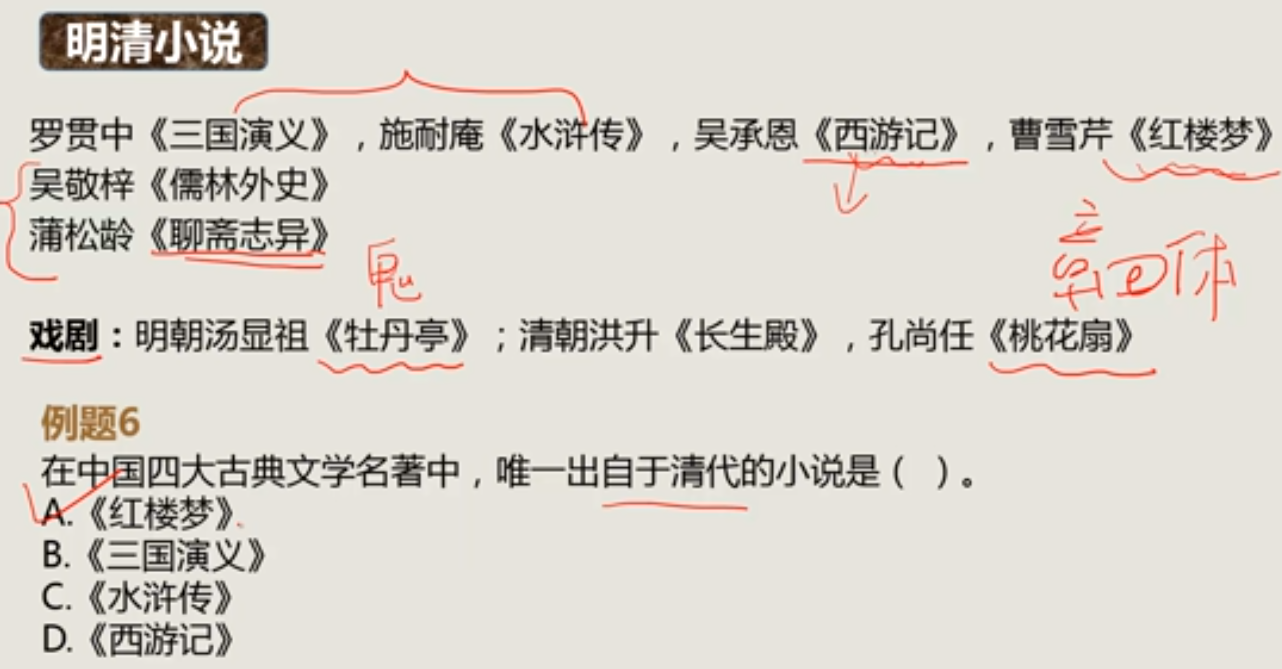 明清小说
罗贯中《三国演义》，施耐庵《水浒传》，吴承恩《西游记》，曹雪芹《红楼梦》
吴敬梓《儒林外史》
蒲松龄《聊斋志异》
鬼
章回体
戏剧：明朝汤显祖《牡丹亭》；清朝洪升《长生殿》，孔尚任《桃花扇》
例题6
在中国四大古典文学名著中，唯一出自于清代的小说是（ ）。
A.《红楼梦》
B.《三国演义》
C.《水浒传》
D.《西游记》